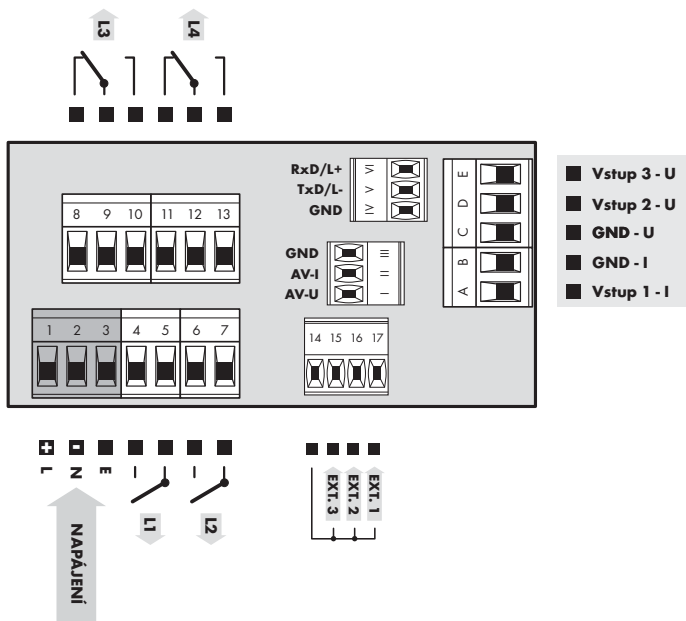 L3 L4
RxD/L+ VI
TxD/L- V
GND IV
E
D
C
B
A
Vstup 3 - U
Vstup 2 - U
GND - U
GND - I
Vstup 1 - I
8 9 10 11 12 13
GND III
AV-I II
AV-U I
1 2 3 4 5 6 7
14 15 16 17
+ -
L N E
L1 L2
EXT. 3 EXT. 2 EXT. 1
NAPÁJENÍ